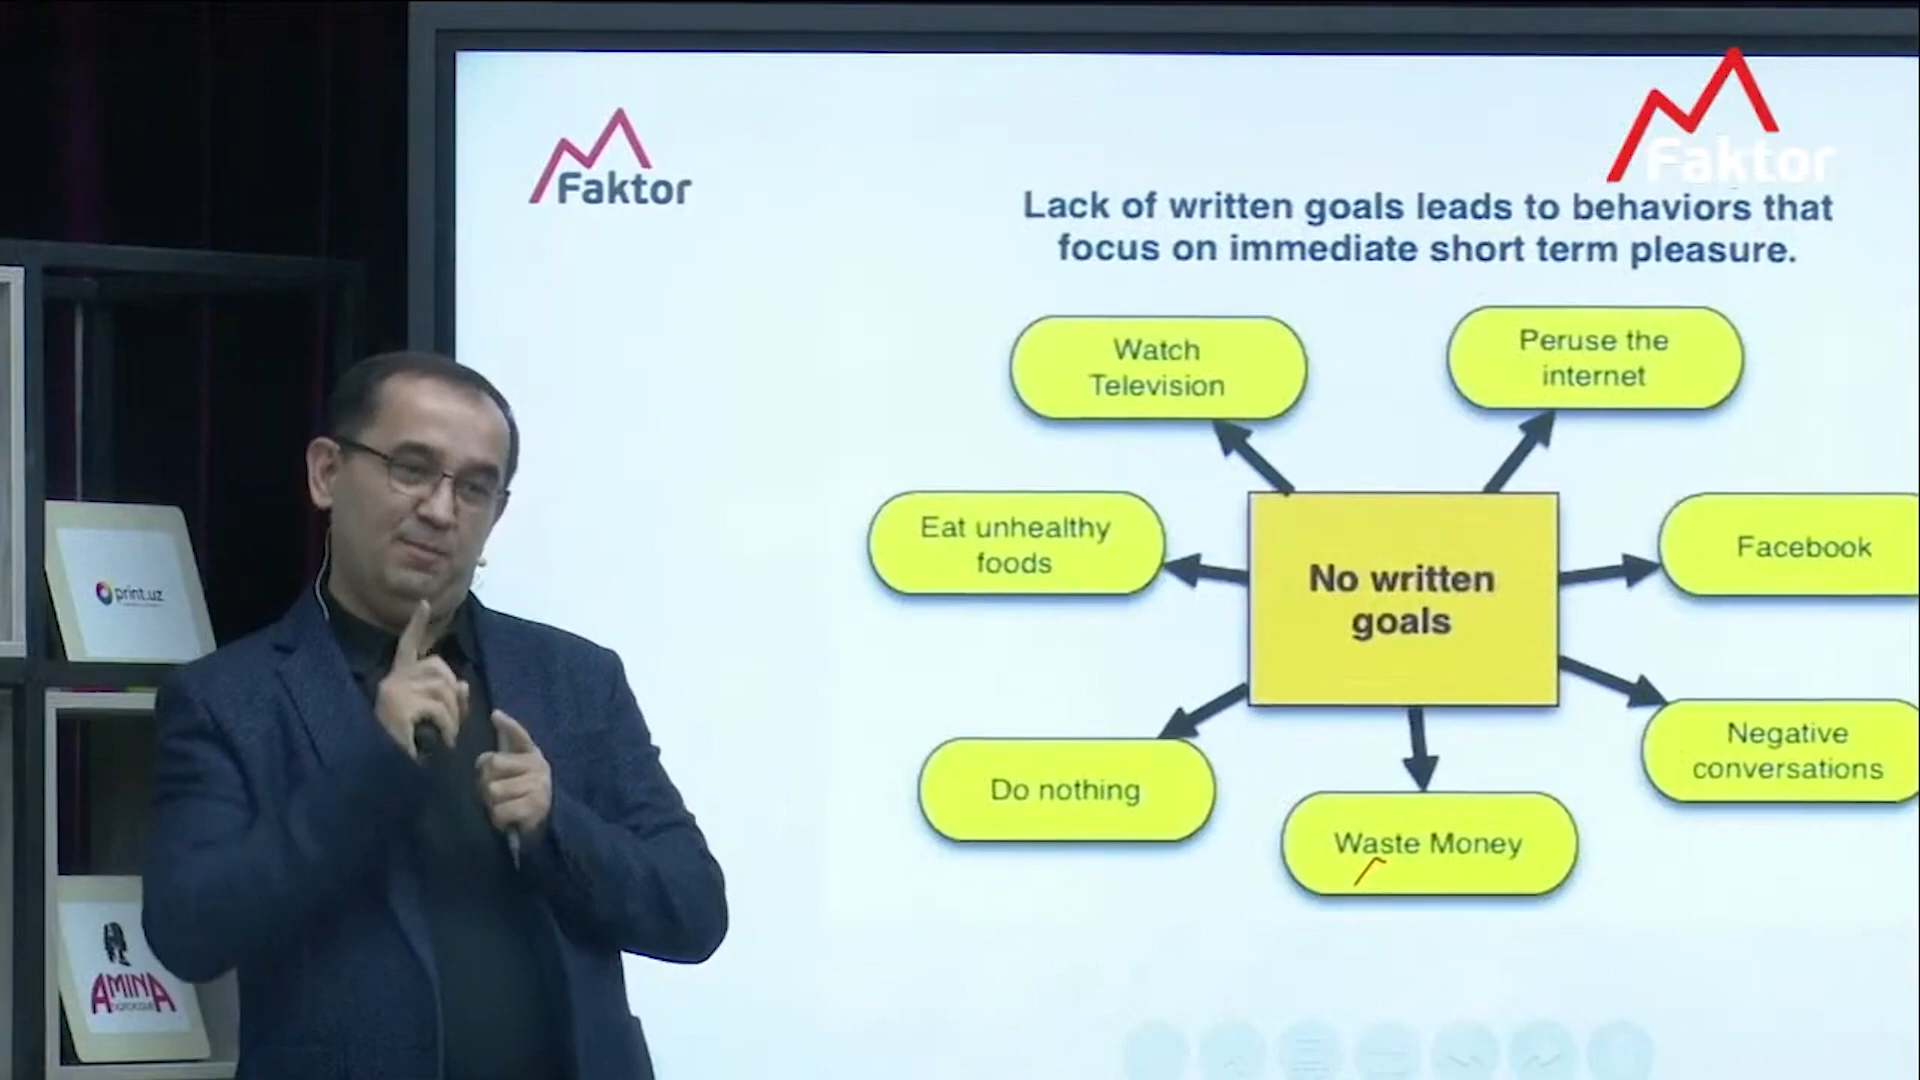 Faktor
Faktor
Lack of written goals leads to behaviors that
focus on immediate short term pleasure.
Watch
Television
Peruse the
internet
Eat unhealthy
foods
No written
goals
Facebook
Negative
conversations
Do nothing
Waste Money
print.uz
AMINA